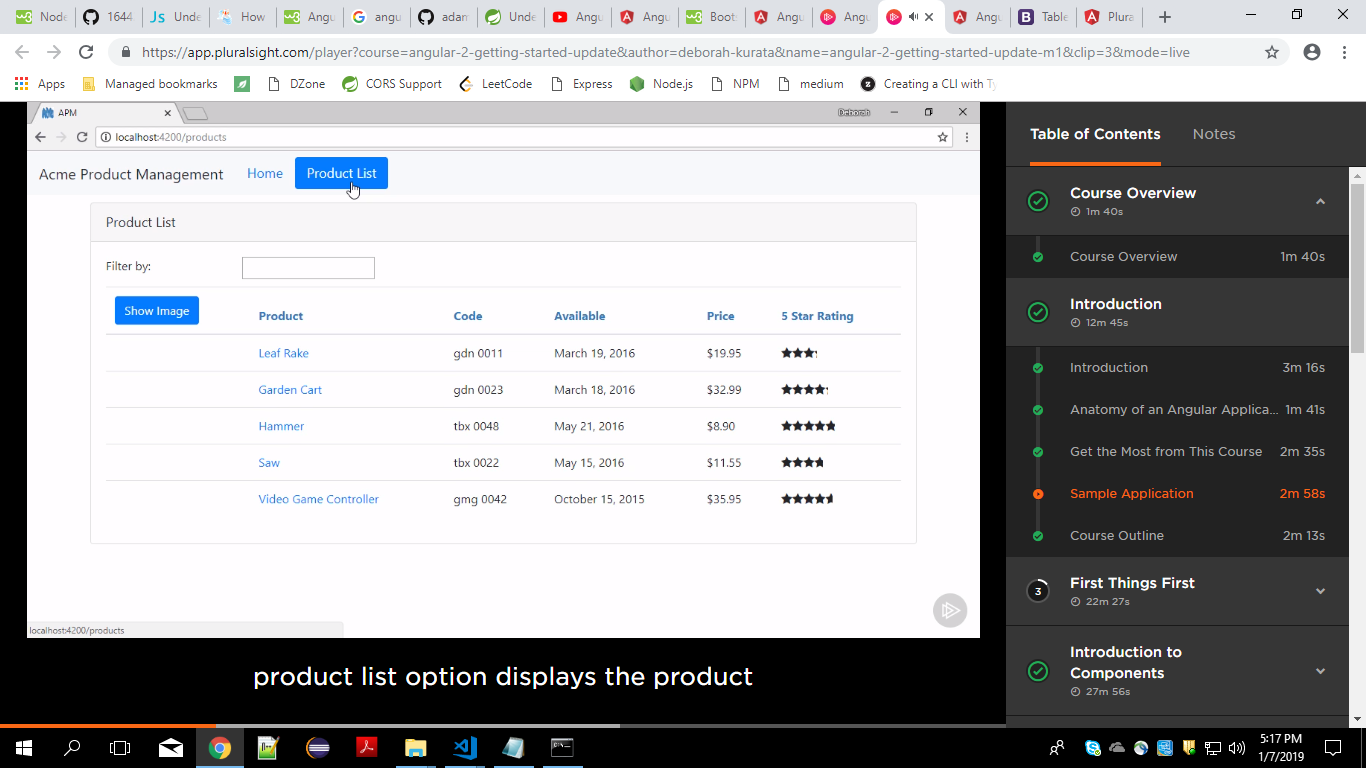 Node
1644
Js Unde
How
w3 Angu
G angu
adam
Unde
Angu
Angu
w3 Boots
Angu
Angu
Angu
B Table
Plura
https://app.pluralsight.com/player?course=angular-2-getting-started-update&author=deborah-kurata&name=angular-2-getting-started-update-m1&clip=3&mode=live
Apps
Managed bookmarks
DZone
CORS Support
LeetCode
Express
Node.js
NPM
medium
Creating a CLI with Ty
APM
Deborah
localhost:4200/products
Acme Product Management
Home
Product List
Product List
Filter by:
Show Image
Product Code Available Price 5 Star Rating
Leaf Rake gdn 0011 March 19, 2016 $19.95
Garden Cart gdn 0023 March 18, 2016 $32.99
Hammer tbx 0048 May 21, 2016 $8.90
Saw tbx 0022 May 15, 2016 $11.55
Video Game Controller gmg 0042 October 15, 2015 $35.95
localhost:4200/products
product list option displays the product
Table of Contents
Notes
Course Overview
1m 40s
Course Overview 1m 40s
Introduction
12m 45s
Introduction 3m 16s
Anatomy of an Angular Applica... 1m 41s
Get the Most from This Course 2m 35s
Sample Application 2m 58s
Course Outline 2m 13s
3
First Things First
22m 27s
Introduction to
Components
27m 56s
5:17 PM
1/7/2019